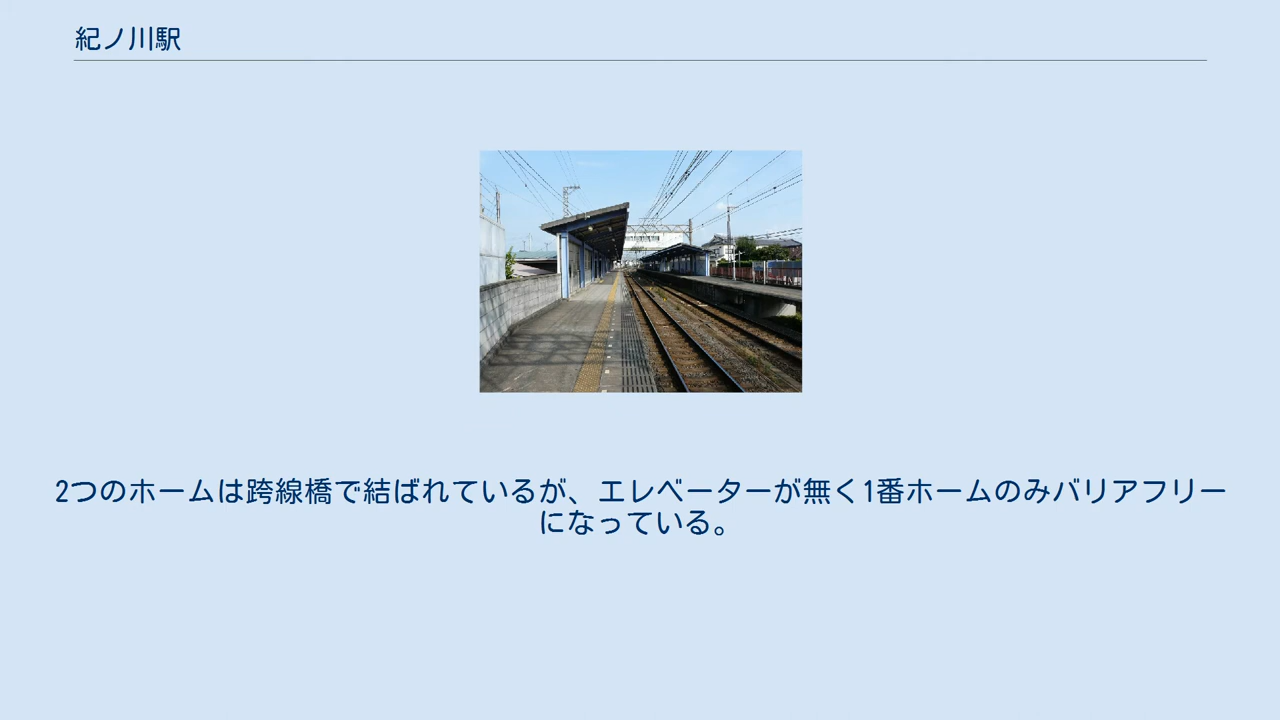 紀ノ川駅
2つのホームは跨線橋で結ばれているが、エレベーターが無く1番ホームのみバリアフリー
になっている。